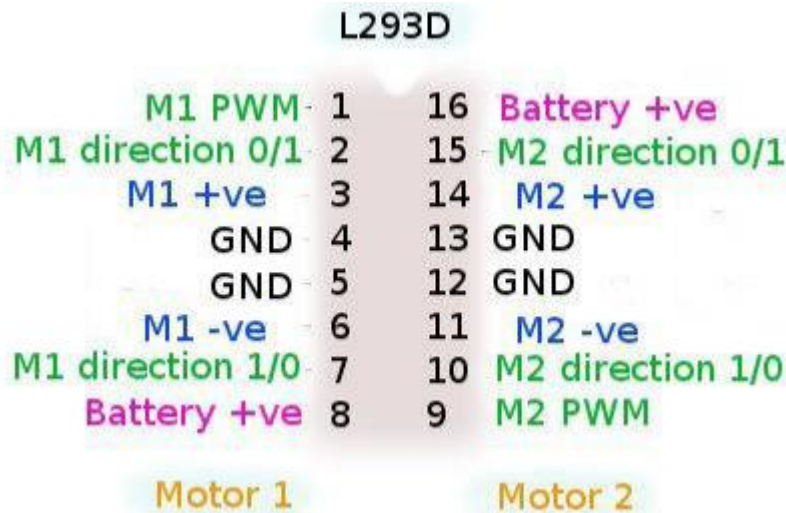 L293D
M1 PWM 1 16 Battery +ve
M1 direction 0/1 2 15 M2 direction 0/1
M1 +ve 3 14 M2 +ve
GND 4 13 GND
GND 5 12 GND
M1 -ve 6 11 M2 -ve
M1 direction 1/0 7 10 M2 direction 1/0
Battery +ve 8 9 M2 PWM
Motor 1 Motor 2